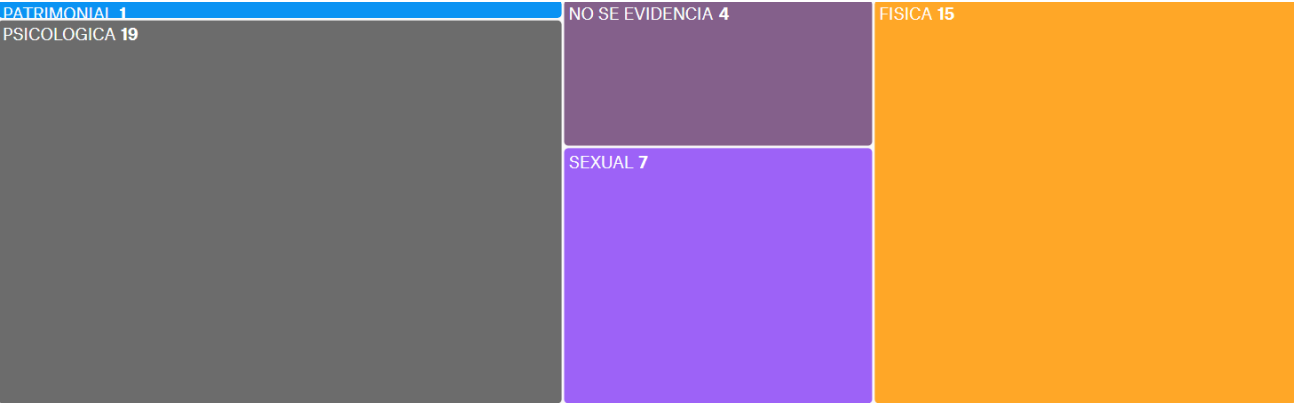 PATRIMONIAL 1
PSICOLOGICA 19
NO SE EVIDENCIA 4
SEXUAL 7
FISICA 15